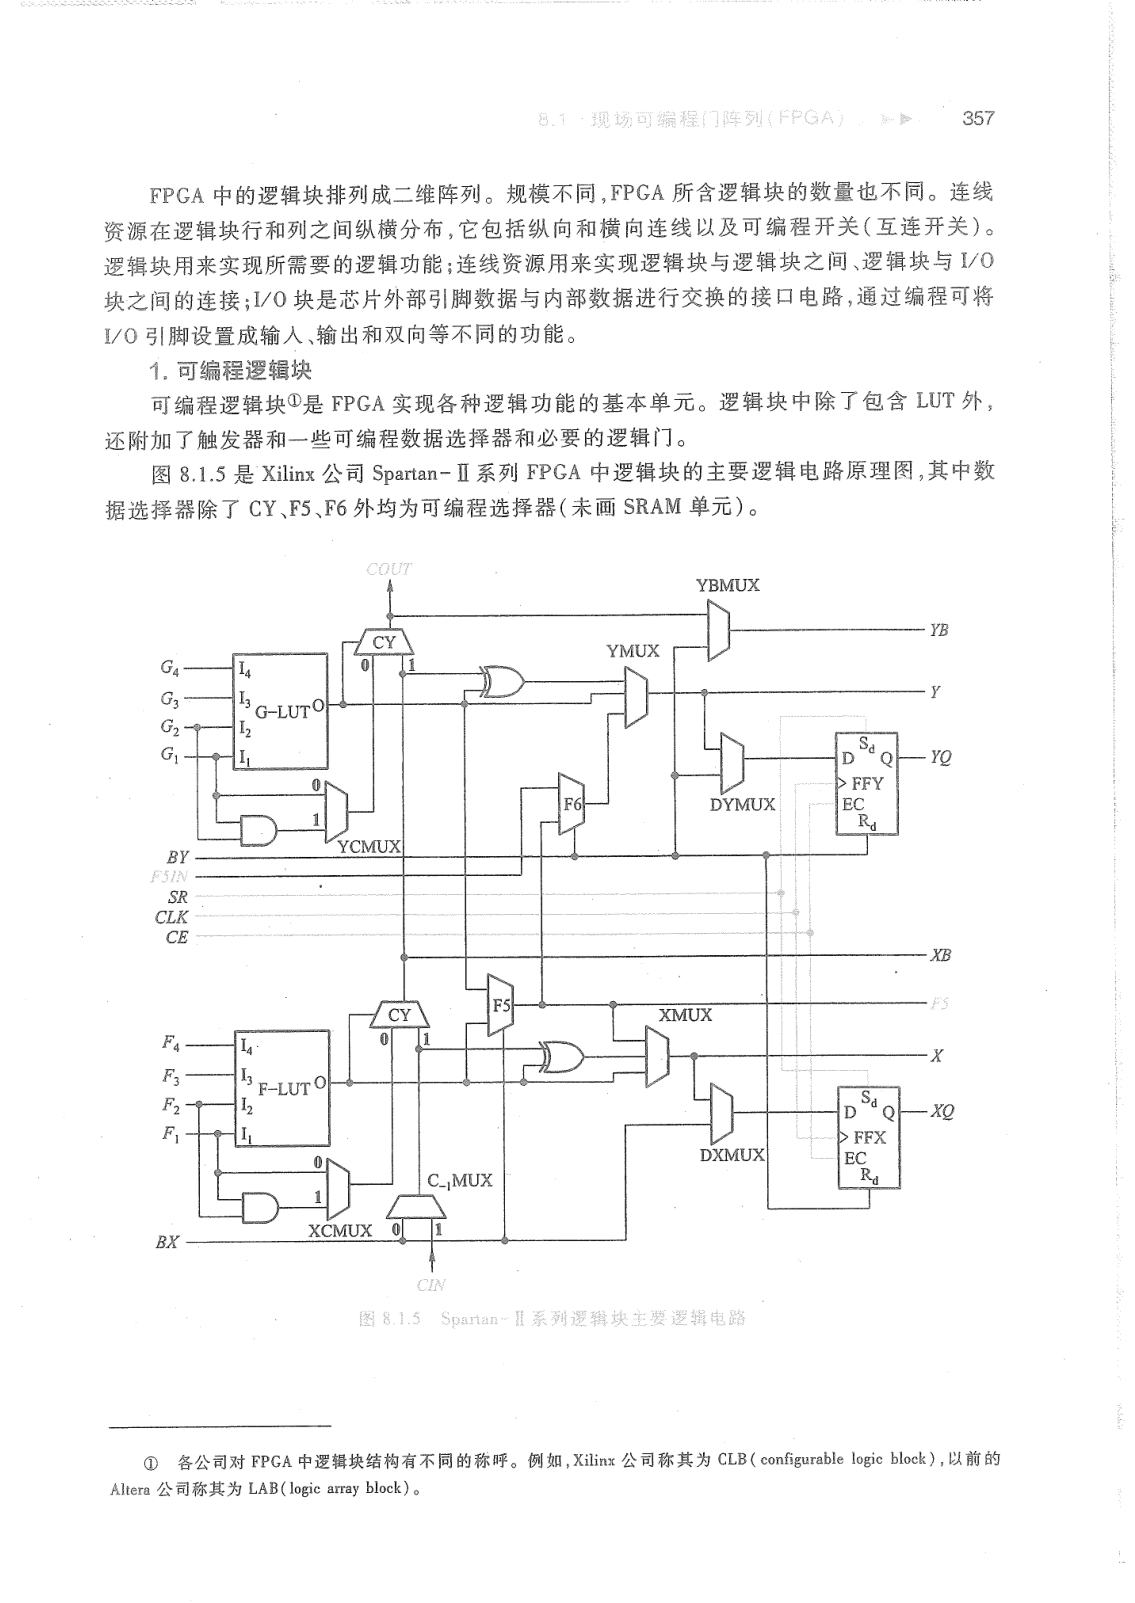 8.1 现场可编程门阵列(FPGA) 357
FPGA 中的逻辑块排列成二维阵列。规模不同,FPGA 所含逻辑块的数量也不同。连线
资源在逻辑块行和列之间纵横分布,它包括纵向和横向连线以及可编程开关(互连开关)。
逻辑块用来实现所需要的逻辑功能;连线资源用来实现逻辑块与逻辑块之间、逻辑块与 I/O
块之间的连接;I/O 块是芯片外部引脚数据与内部数据进行交换的接口电路,通过编程可将
I/O 引脚设置成输入、输出和双向等不同的功能。
1. 可编程逻辑块
可编程逻辑块①是 FPGA 实现各种逻辑功能的基本单元。逻辑块中除了包含 LUT 外,
还附加了触发器和一些可编程数据选择器和必要的逻辑门。
图 8.1.5 是 Xilinx 公司 Spartan-Ⅱ系列 FPGA 中逻辑块的主要逻辑电路原理图,其中数
据选择器除了 CY、F5、F6 外均为可编程选择器(未画 SRAM 单元)。
COUT
YBMUX
CY
YB
0 1
YMUX
G4 I4
G3 I3 G-LUT O
Y
G2 I2
G1 I1
Sd
D Q YQ
0
F6
FFY
DYMUX
EC
1
Rd
YCMUX
BY
F5IN
SR
CLK
CE
XB
F5
F5
CY
XMUX
0 1
F4 I4
X
F3 I3 F-LUT O
F2 I2
Sd
D Q XQ
F1 I1
FFX
DXMUX
EC
0
Rd
C-1MUX
1
XCMUX 0 1
BX
CIN
图 8.1.5 Spartan-Ⅱ系列逻辑块主要逻辑电路
① 各公司对 FPGA 中逻辑块结构有不同的称呼。例如,Xilinx 公司称其为 CLB(configurable logic block),以前的
Altera 公司称其为 LAB(logic array block)。